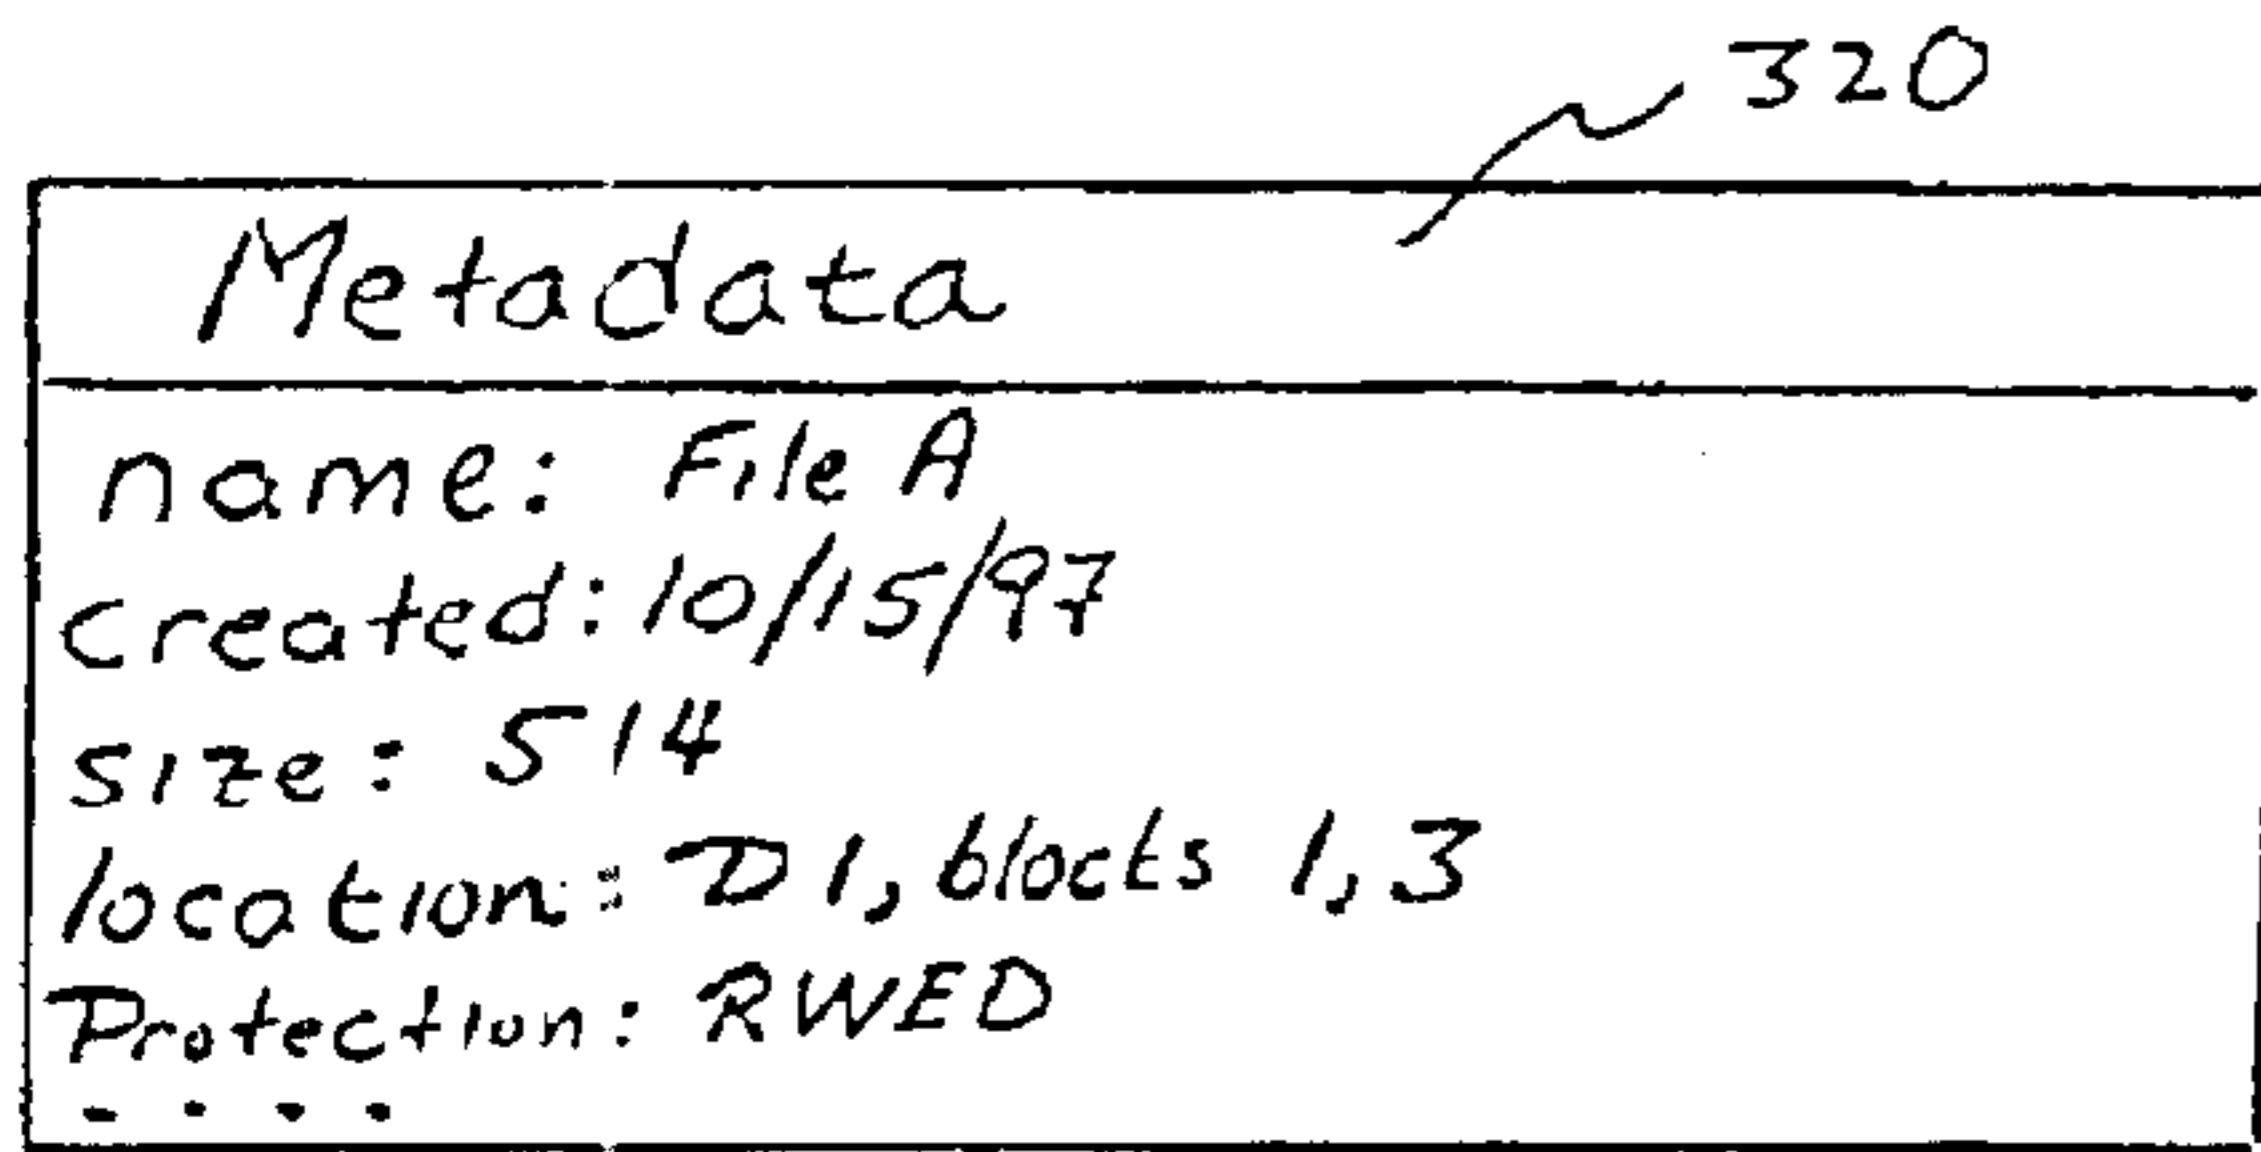 320
Metadata
name: File A
created: 10/15/97
size: 514
location: D1, blocks 1,3
Protection: RWED
. . . .